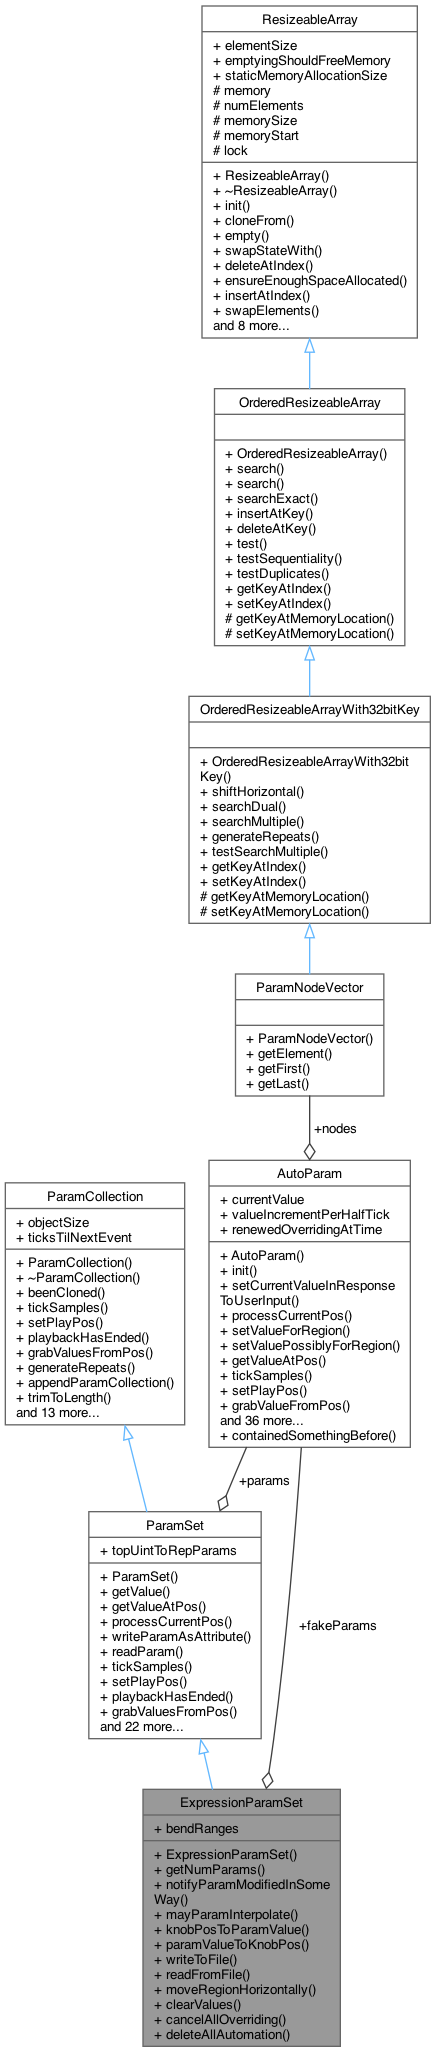 ResizeableArray
+ elementSize
+ emptyingShouldFreeMemory
+ staticMemoryAllocationSize
# memory
# numElements
# memorySize
# memoryStart
# lock
+ ResizeableArray()
+ ~ResizeableArray()
+ init()
+ cloneFrom()
+ empty()
+ swapStateWith()
+ deleteAtIndex()
+ ensureEnoughSpaceAllocated()
+ insertAtIndex()
+ swapElements()
and 8 more...
OrderedResizeableArray
+ OrderedResizeableArray()
+ search()
+ search()
+ searchExact()
+ insertAtKey()
+ deleteAtKey()
+ test()
+ testSequentiality()
+ testDuplicates()
+ getKeyAtIndex()
+ setKeyAtIndex()
# getKeyAtMemoryLocation()
# setKeyAtMemoryLocation()
OrderedResizeableArrayWith32bitKey
+ OrderedResizeableArrayWith32bit
Key()
+ shiftHorizontal()
+ searchDual()
+ searchMultiple()
+ generateRepeats()
+ testSearchMultiple()
+ getKeyAtIndex()
+ setKeyAtIndex()
# getKeyAtMemoryLocation()
# setKeyAtMemoryLocation()
ParamNodeVector
+ ParamNodeVector()
+ getElement()
+ getFirst()
+ getLast()
+nodes
AutoParam
+ currentValue
+ valueIncrementPerHalfTick
+ renewedOverridingAtTime
+ AutoParam()
+ init()
+ setCurrentValueInResponse
ToUserInput()
+ processCurrentPos()
+ setValueForRegion()
+ setValuePossiblyForRegion()
+ getValueAtPos()
+ tickSamples()
+ setPlayPos()
+ grabValueFromPos()
and 36 more...
+ containedSomethingBefore()
ParamCollection
+ objectSize
+ ticksTilNextEvent
+ ParamCollection()
+ ~ParamCollection()
+ beenCloned()
+ tickSamples()
+ setPlayPos()
+ playbackHasEnded()
+ grabValuesFromPos()
+ generateRepeats()
+ appendParamCollection()
+ trimToLength()
and 13 more...
+params
+fakeParams
ParamSet
+ topUintToRepParams
+ ParamSet()
+ getValue()
+ getValueAtPos()
+ processCurrentPos()
+ writeParamAsAttribute()
+ readParam()
+ tickSamples()
+ setPlayPos()
+ playbackHasEnded()
+ grabValuesFromPos()
and 22 more...
ExpressionParamSet
+ bendRanges
+ ExpressionParamSet()
+ getNumParams()
+ notifyParamModifiedInSome
Way()
+ mayParamInterpolate()
+ knobPosToParamValue()
+ paramValueToKnobPos()
+ writeToFile()
+ readFromFile()
+ moveRegionHorizontally()
+ clearValues()
+ cancelAllOverriding()
+ deleteAllAutomation()